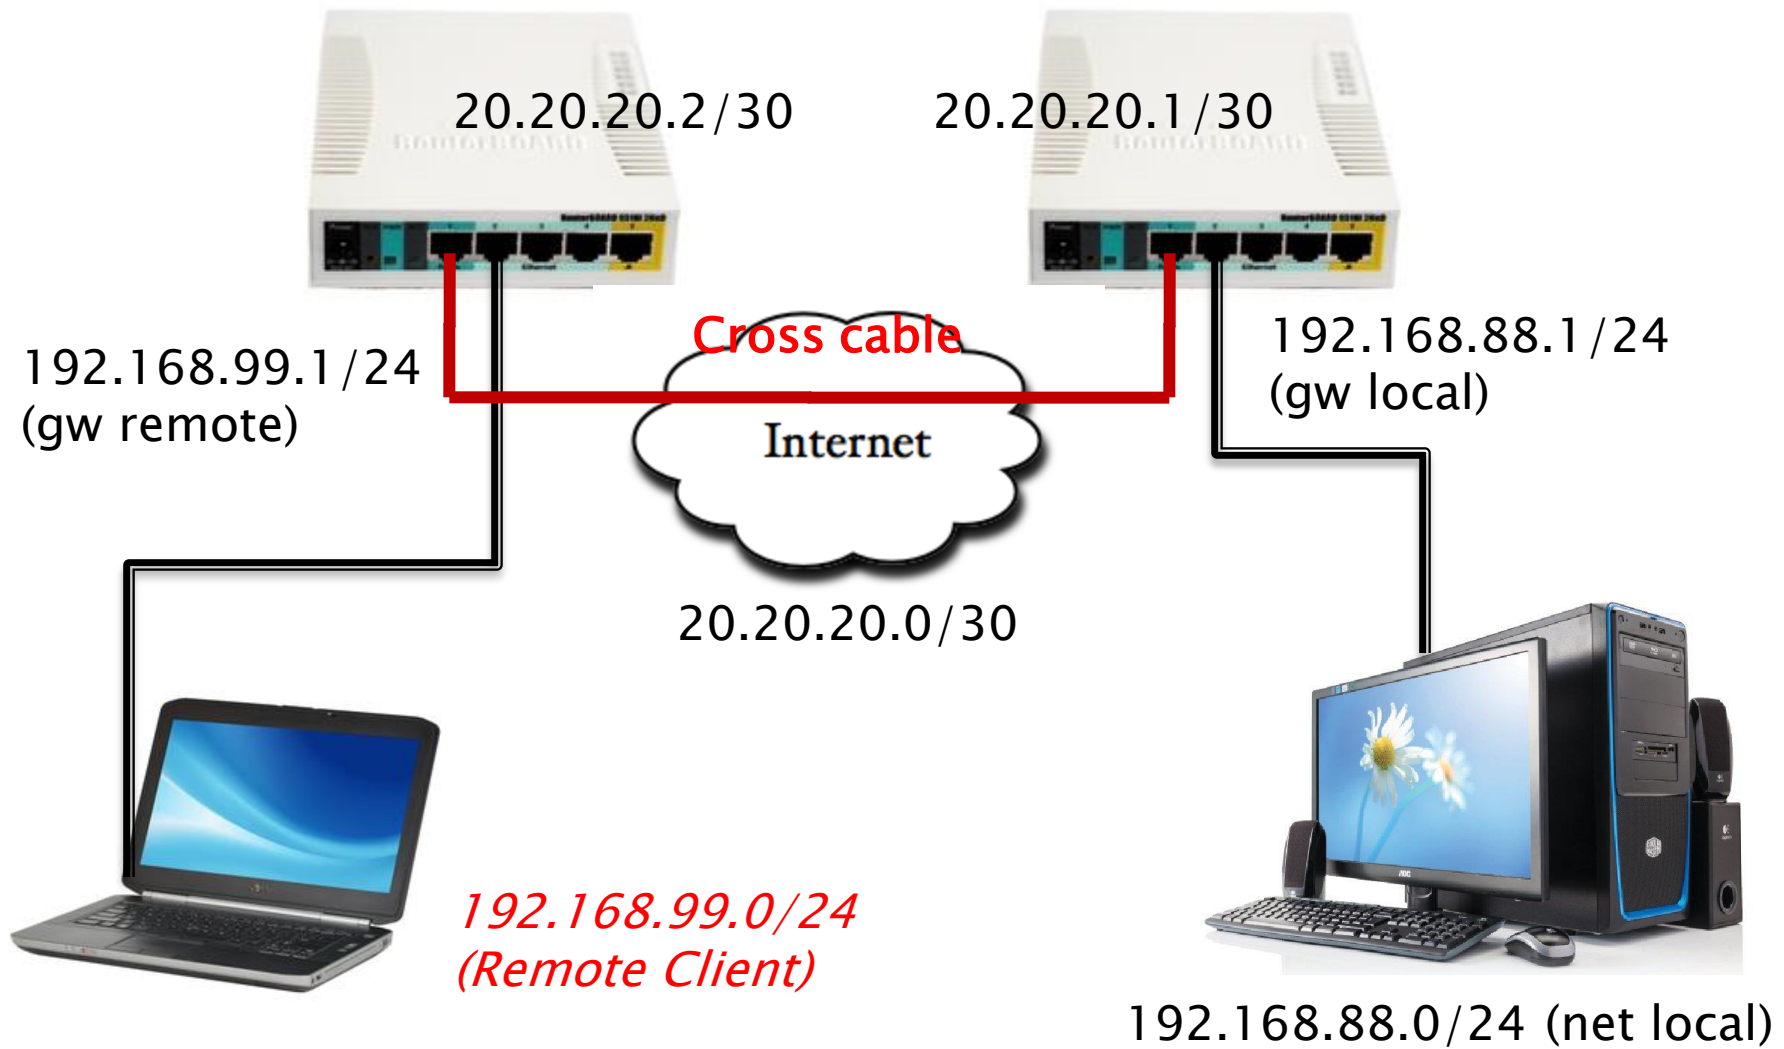 20.20.20.2/30
20.20.20.1/30
Cross cable
192.168.99.1/24
(gw remote)
192.168.88.1/24
(gw local)
Internet
20.20.20.0/30
192.168.99.0/24
(Remote Client)
192.168.88.0/24 (net local)